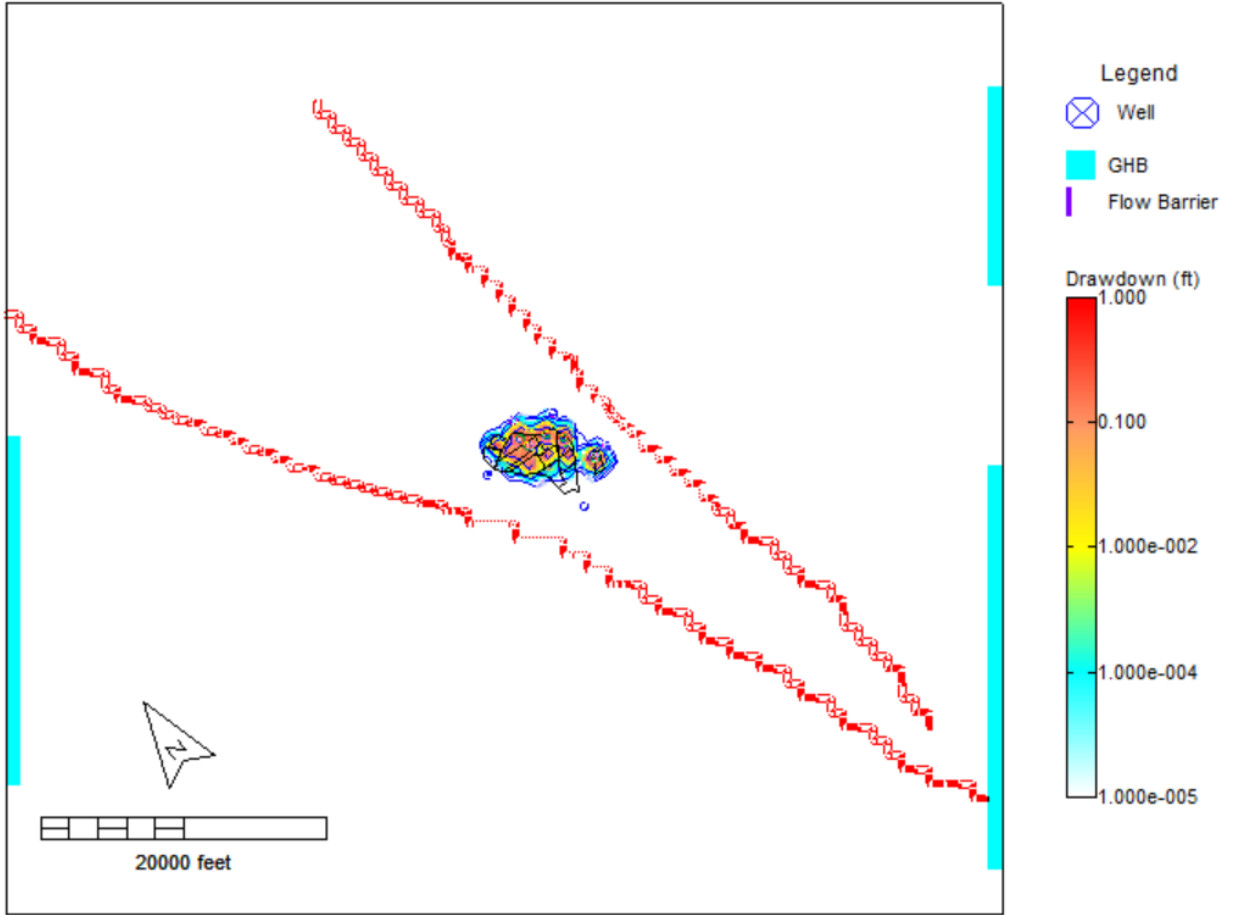 Legend
Well
GHB
Flow Barrier
Drawdown (ft)
1.000
0.100
1.000e-002
1.000e-004
1.000e-005
N
20000 feet